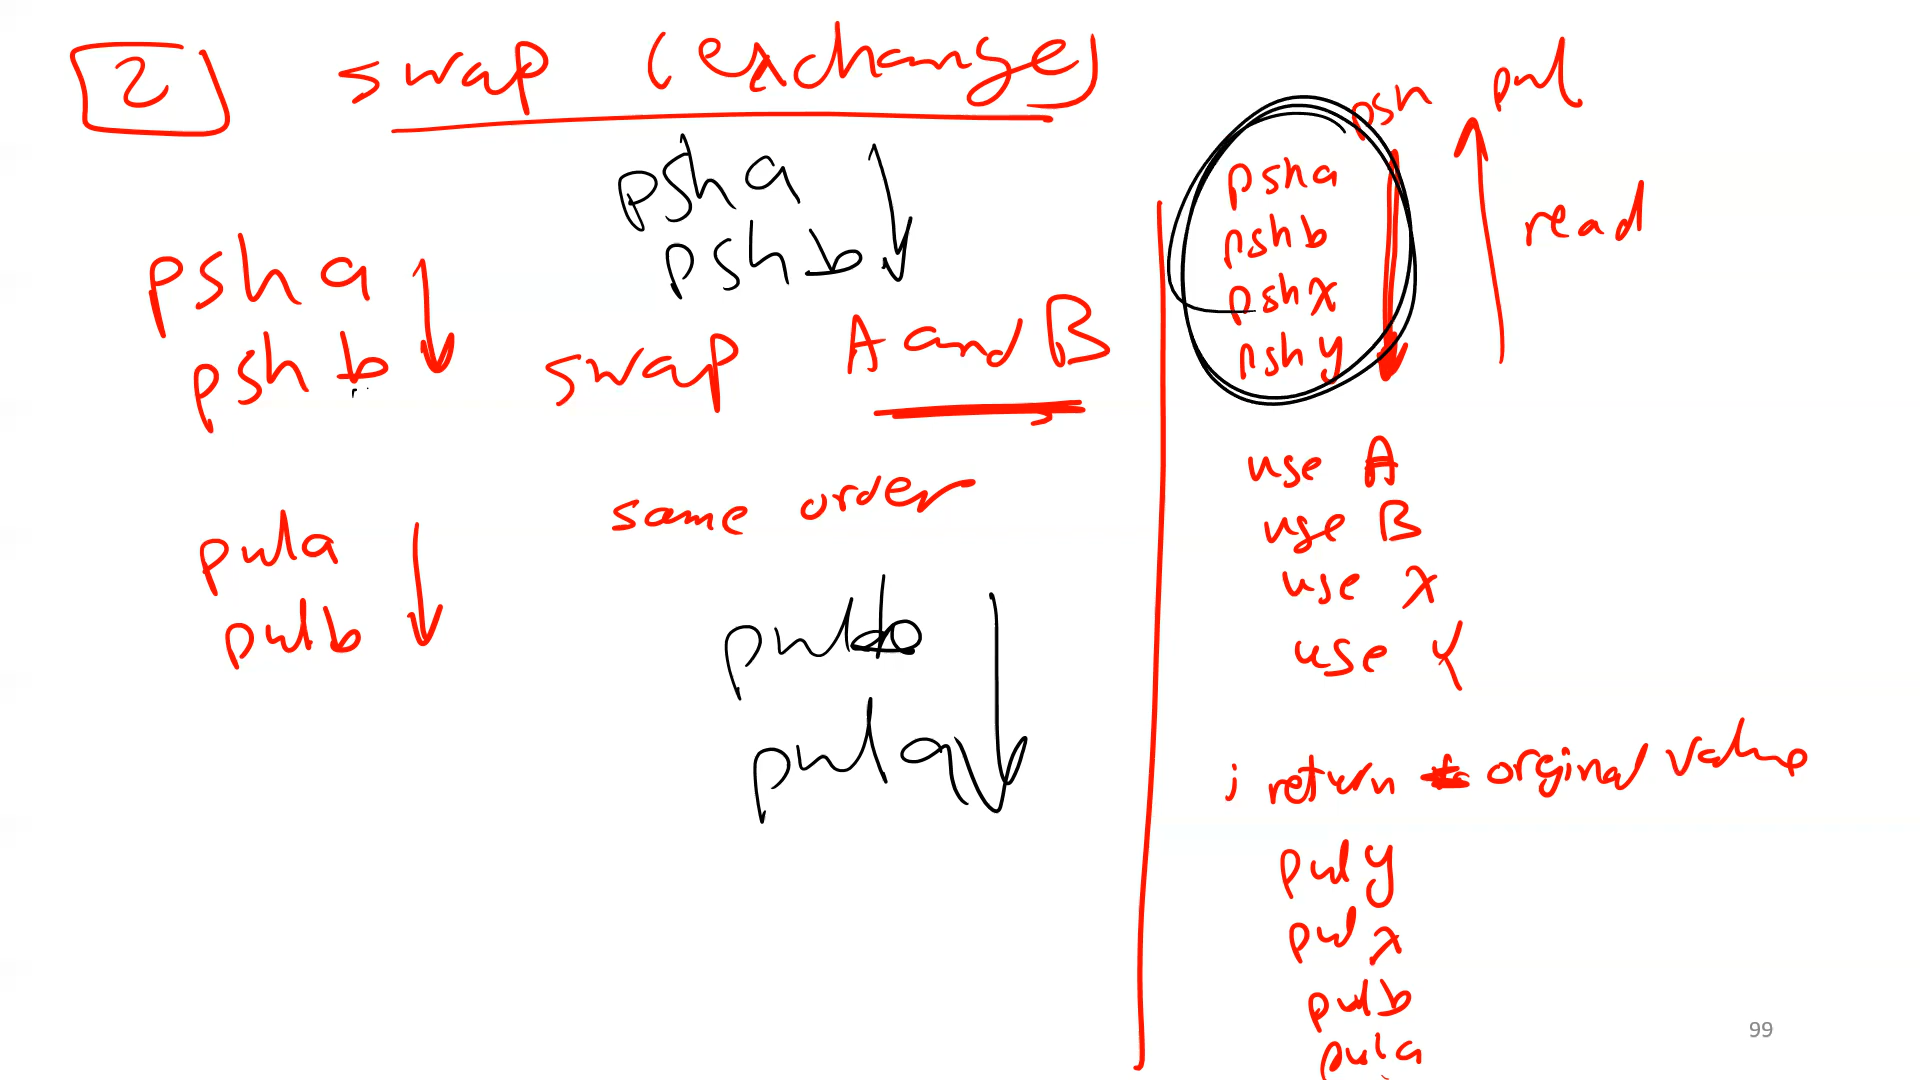 2 swap (exchange)
psha
pshb
psha
pshb
swap A and B
same order
pula
pulb
pulb
pula
psh pul
psha
pshb
pshx
pshy
read
use A
use B
use X
use Y
; return orginal value
puly
pulx
pulb
pula
99